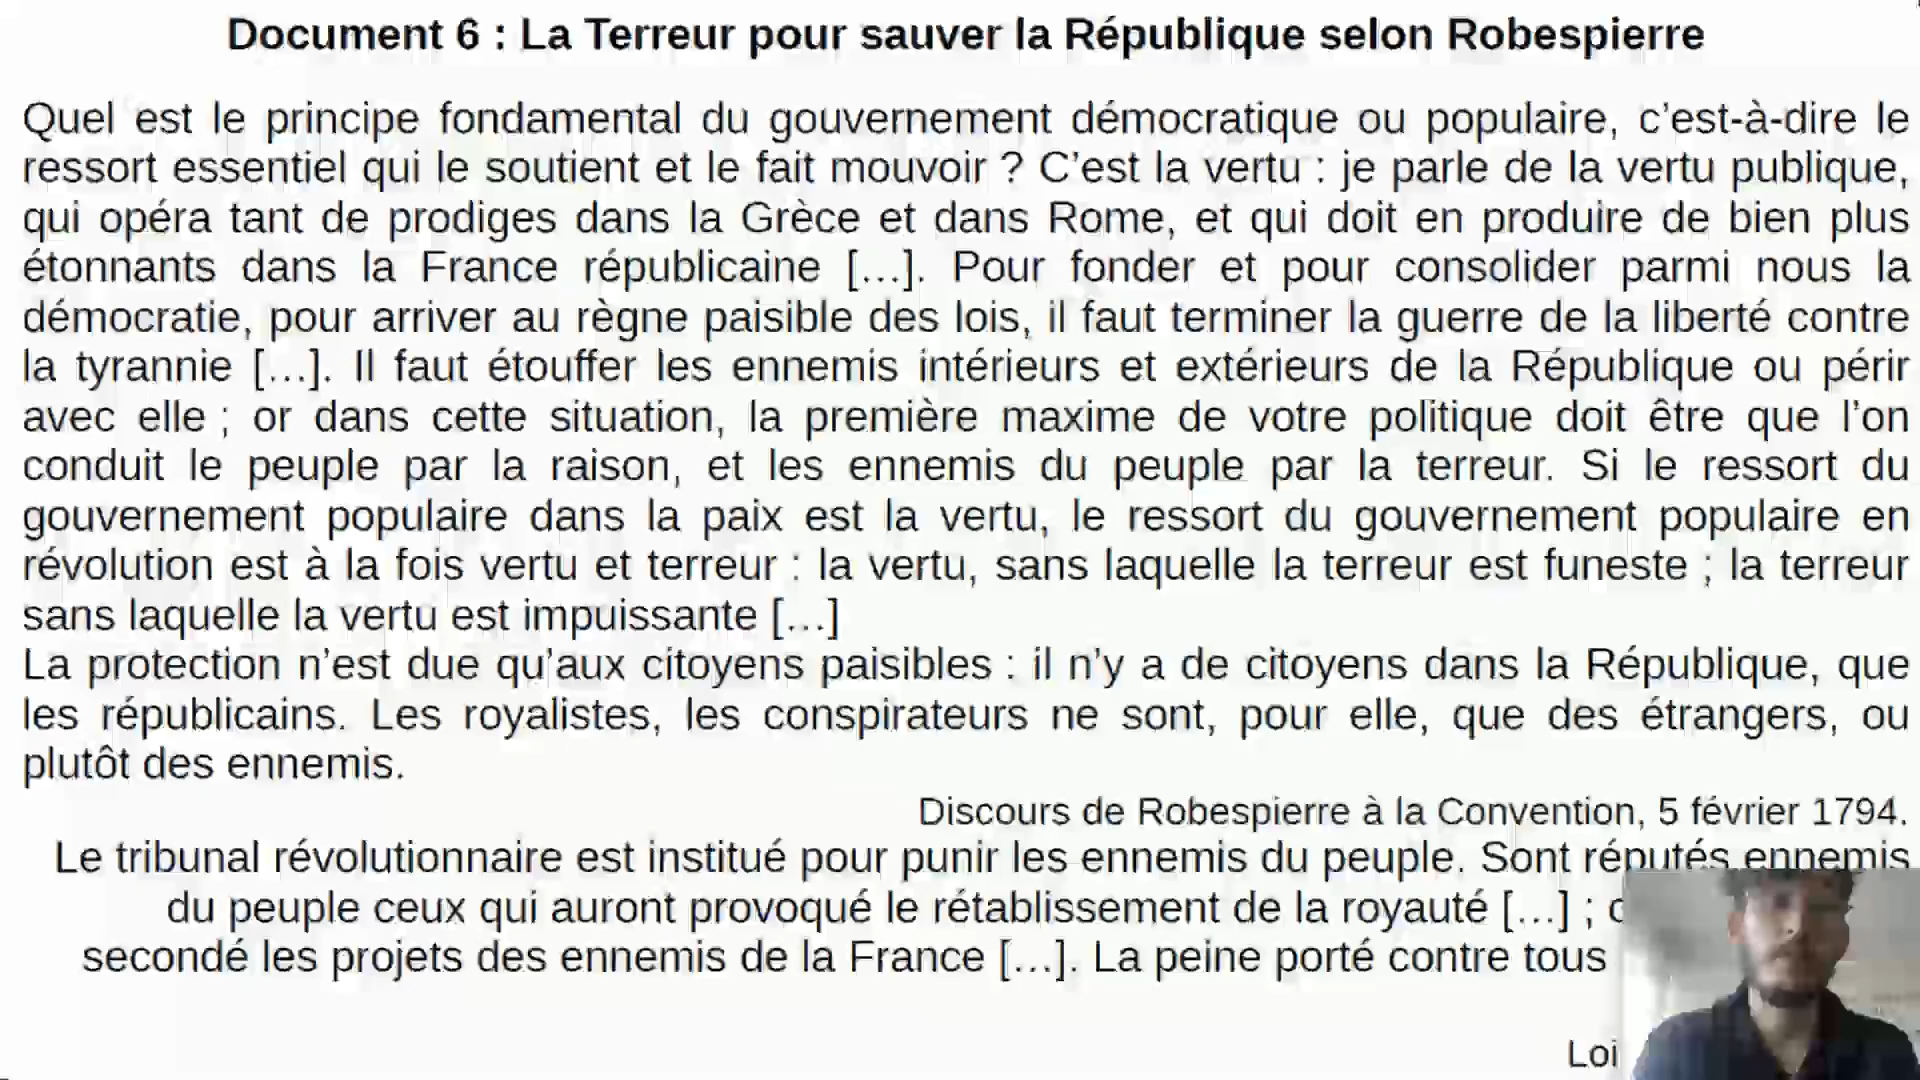 Document 6 : La Terreur pour sauver la République selon Robespierre
Quel est le principe fondamental du gouvernement démocratique ou populaire, c’est-à-dire le
ressort essentiel qui le soutient et le fait mouvoir ? C’est la vertu : je parle de la vertu publique,
qui opéra tant de prodiges dans la Grèce et dans Rome, et qui doit en produire de bien plus
étonnants dans la France républicaine […]. Pour fonder et pour consolider parmi nous la
démocratie, pour arriver au règne paisible des lois, il faut terminer la guerre de la liberté contre
la tyrannie […]. Il faut étouffer les ennemis intérieurs et extérieurs de la République ou périr
avec elle ; or dans cette situation, la première maxime de votre politique doit être que l’on
conduit le peuple par la raison, et les ennemis du peuple par la terreur. Si le ressort du
gouvernement populaire dans la paix est la vertu, le ressort du gouvernement populaire en
révolution est à la fois vertu et terreur : la vertu, sans laquelle la terreur est funeste ; la terreur
sans laquelle la vertu est impuissante […]
La protection n’est due qu’aux citoyens paisibles : il n’y a de citoyens dans la République, que
les républicains. Les royalistes, les conspirateurs ne sont, pour elle, que des étrangers, ou
plutôt des ennemis.
Discours de Robespierre à la Convention, 5 février 1794.
Le tribunal révolutionnaire est institué pour punir les ennemis du peuple. Sont réputés ennemis
du peuple ceux qui auront provoqué le rétablissement de la royauté […] ;
secondé les projets des ennemis de la France […]. La peine porté contre tous
Loi